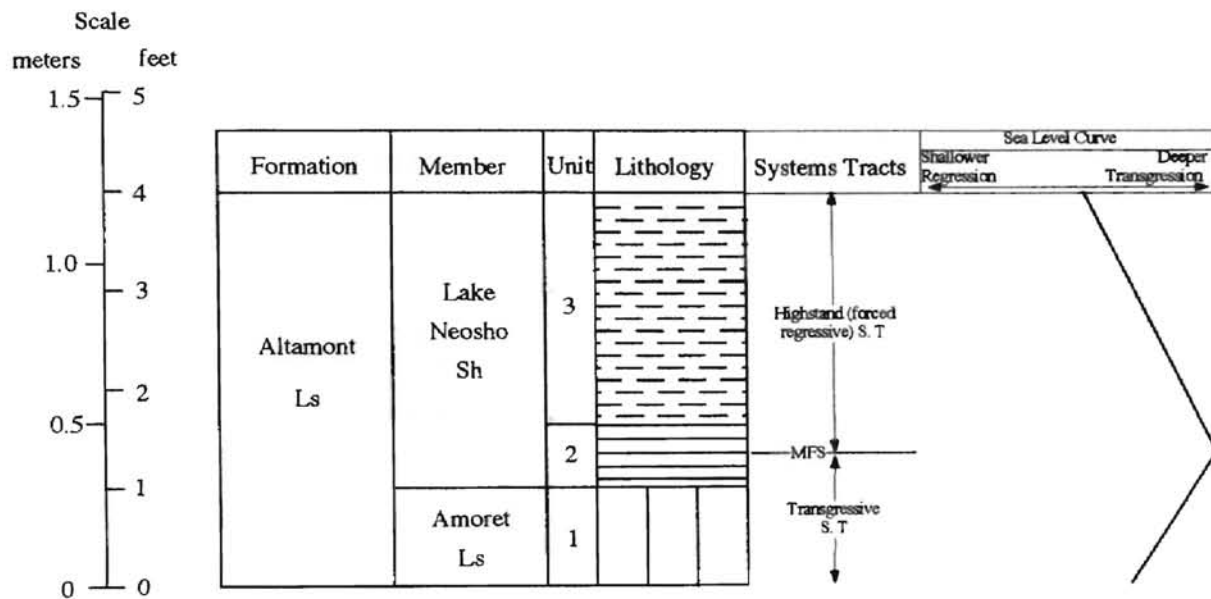 Scale
meters feet
1.5 5
Sea Level Curve
Formation Member Unit Lithology Systems Tracts Shallower Deeper
Regression Transgression
4
1.0
3
Lake
Neosho
Sh
3
Highstand (forced
regressive) S. T
Altamont
Ls
2
0.5
2
MFS
1
Amoret
Ls
1
Transgressive
S. T
0 0